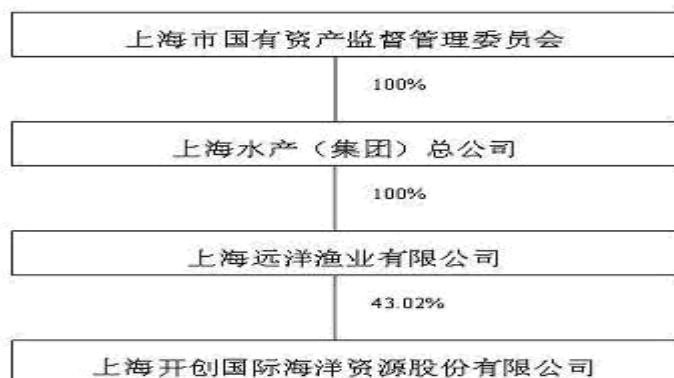 上海市国有资产监督管理委员会
100%
上海水产（集团）总公司
100%
上海远洋渔业有限公司
43.02%
上海开创国际海洋资源股份有限公司